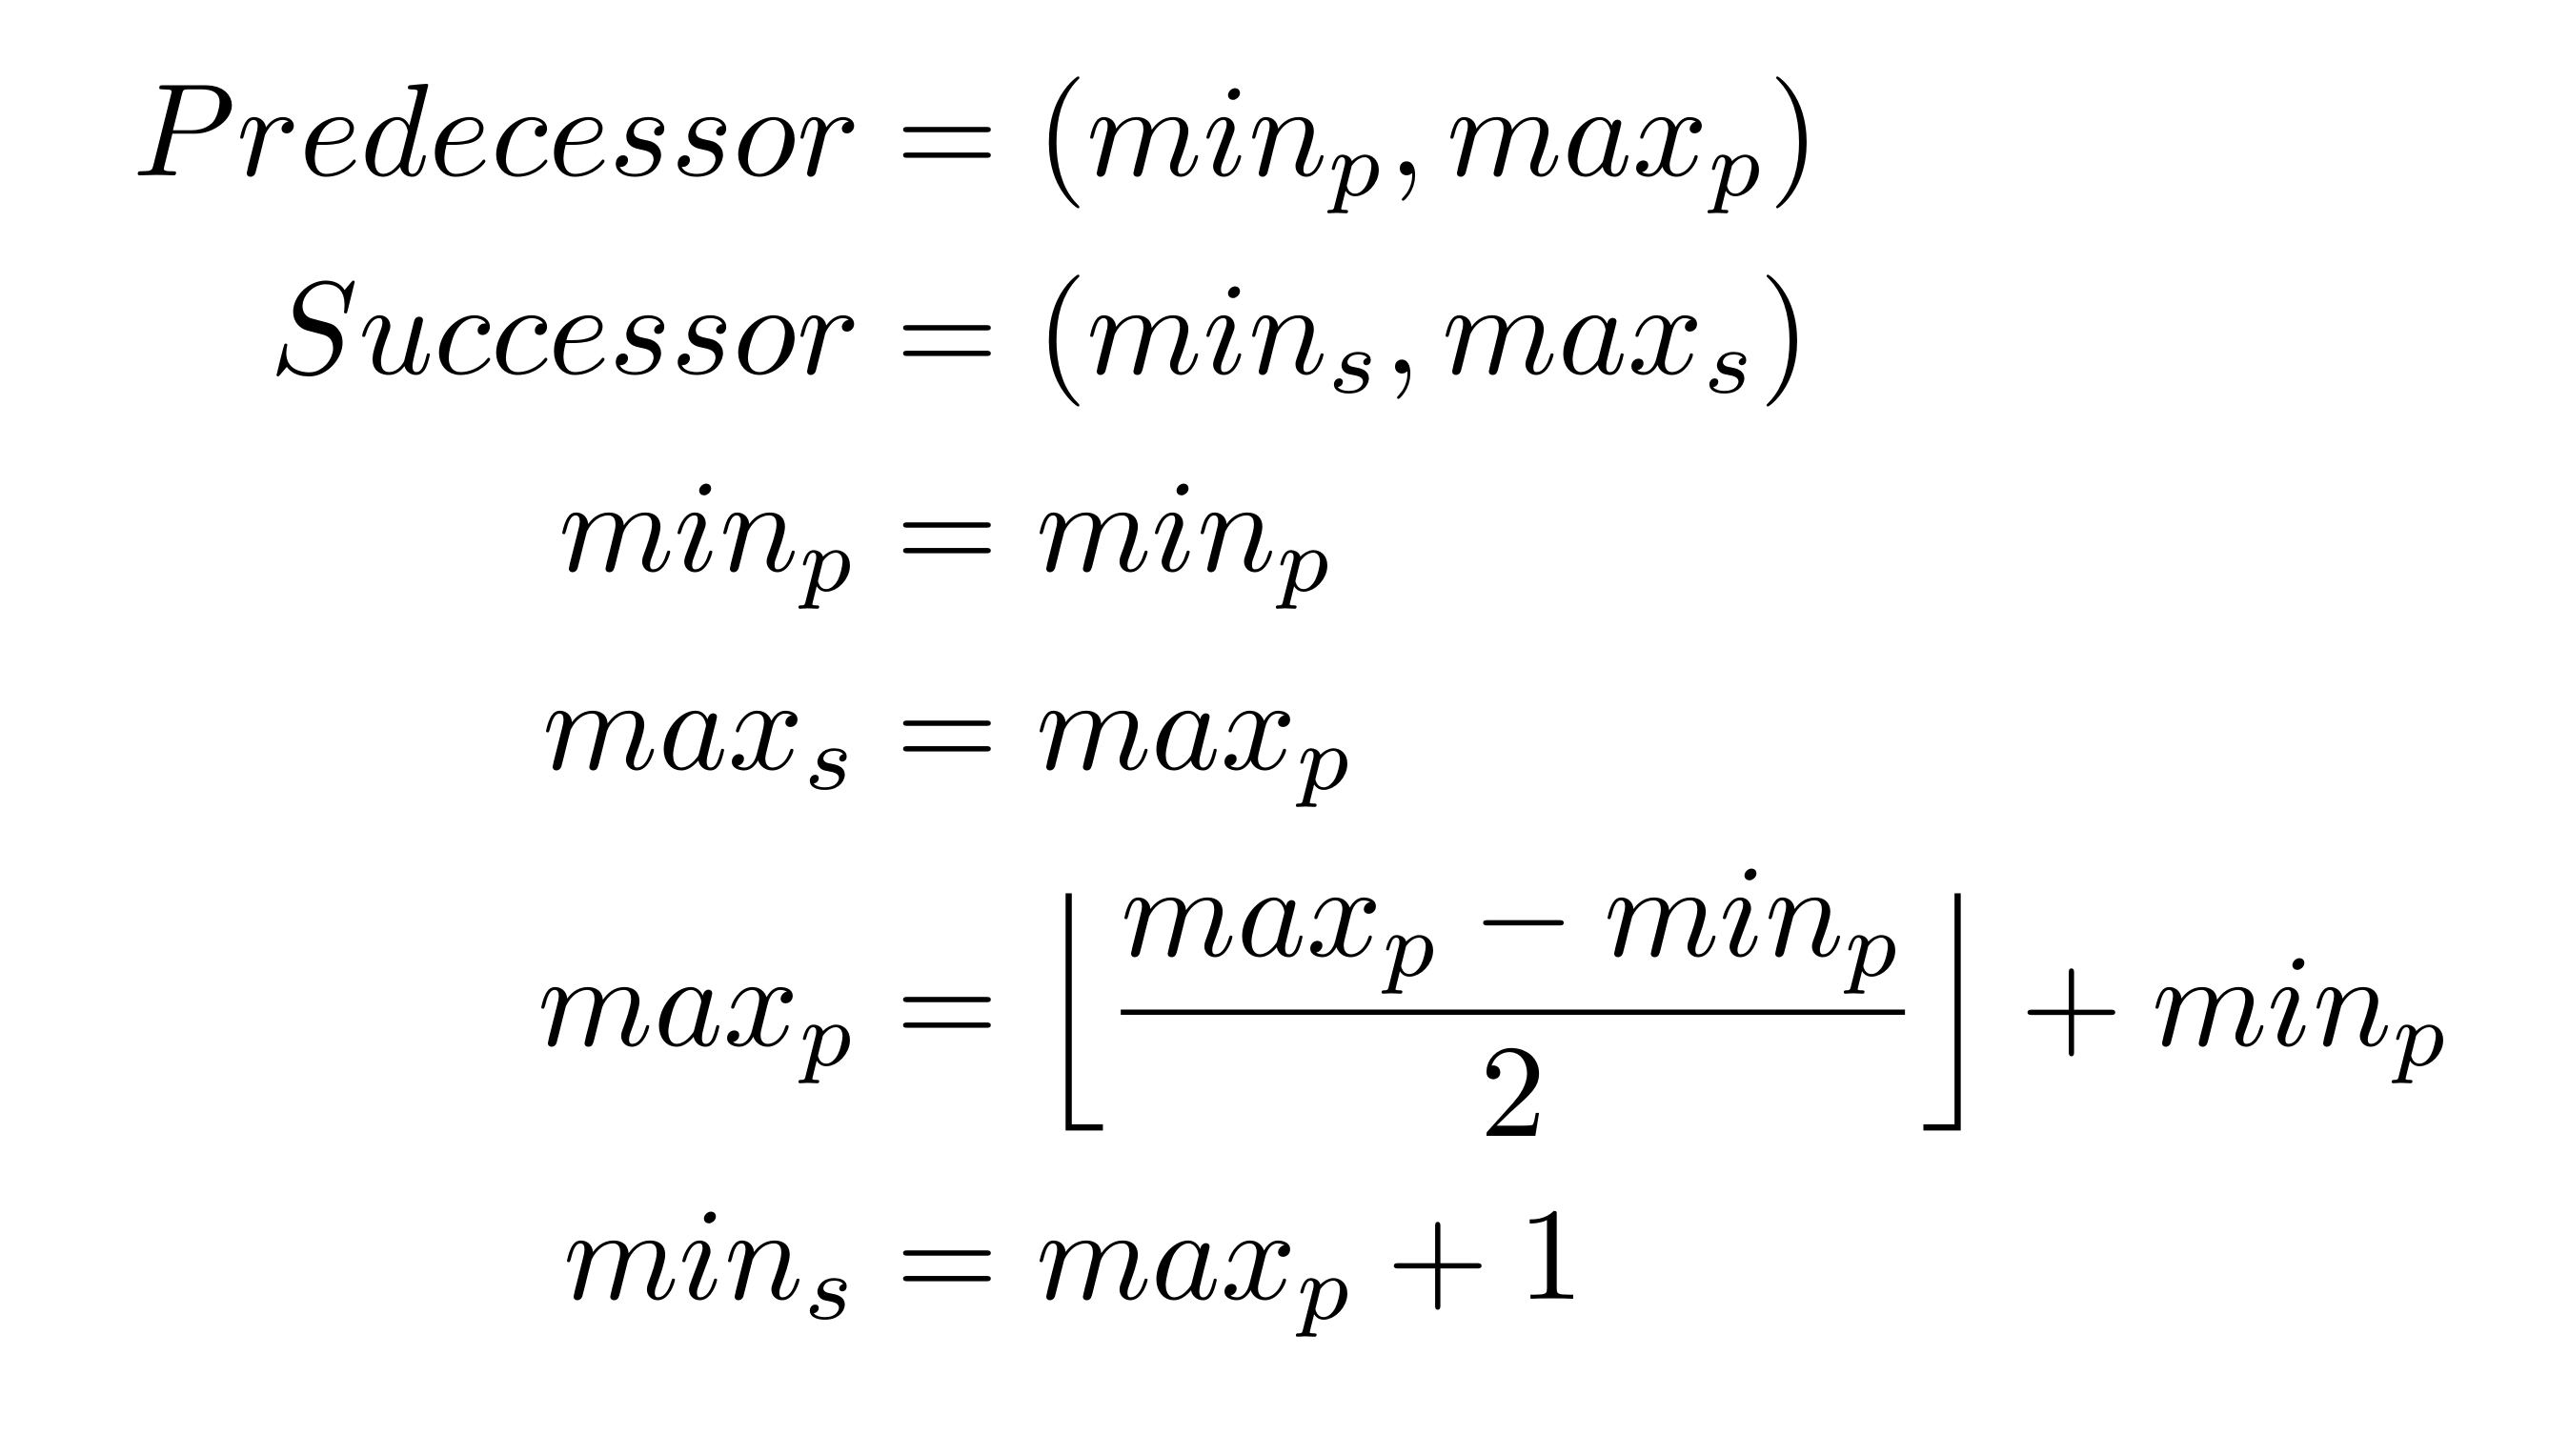 Predecessor = (min_p, max_p)
Successor = (min_s, max_s)
min_p = min_p
max_s = max_p
max_p = ⌊(max_p − min_p)/2⌋ + min_p
min_s = max_p + 1